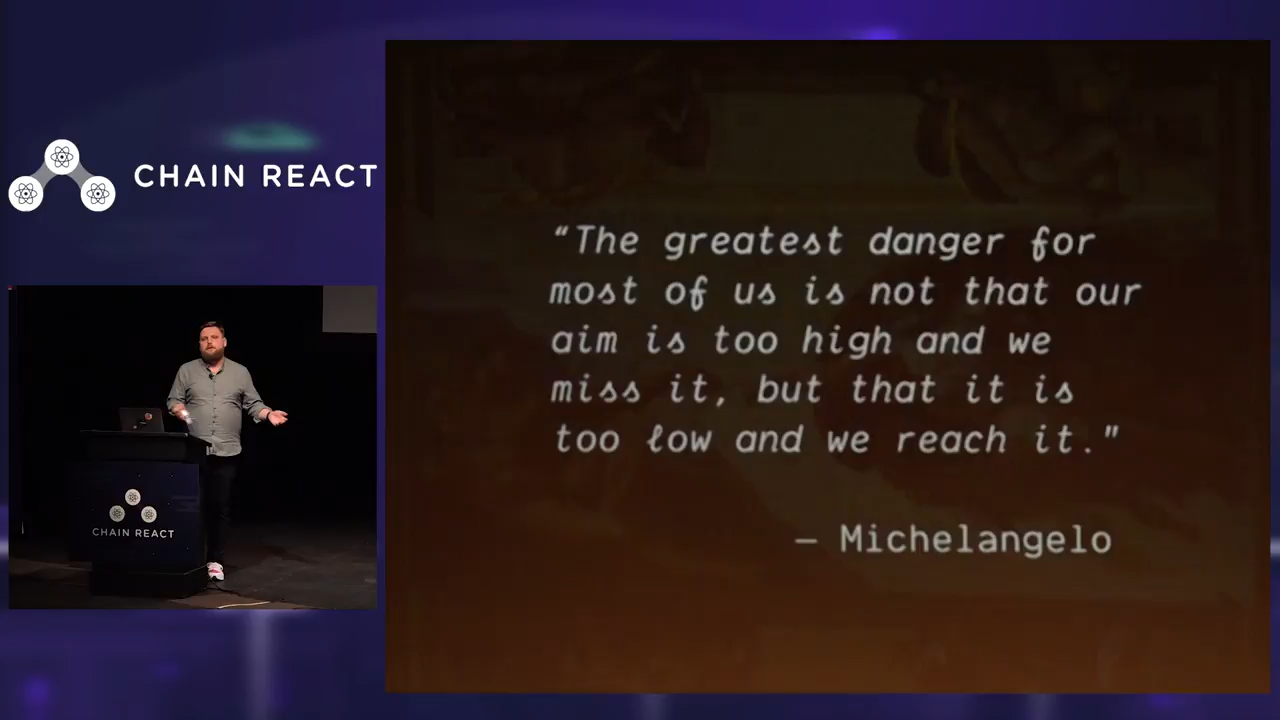 CHAIN REACT
“The greatest danger for
most of us is not that our
aim is too high and we
miss it, but that it is
too low and we reach it."
— Michelangelo
CHAIN REACT